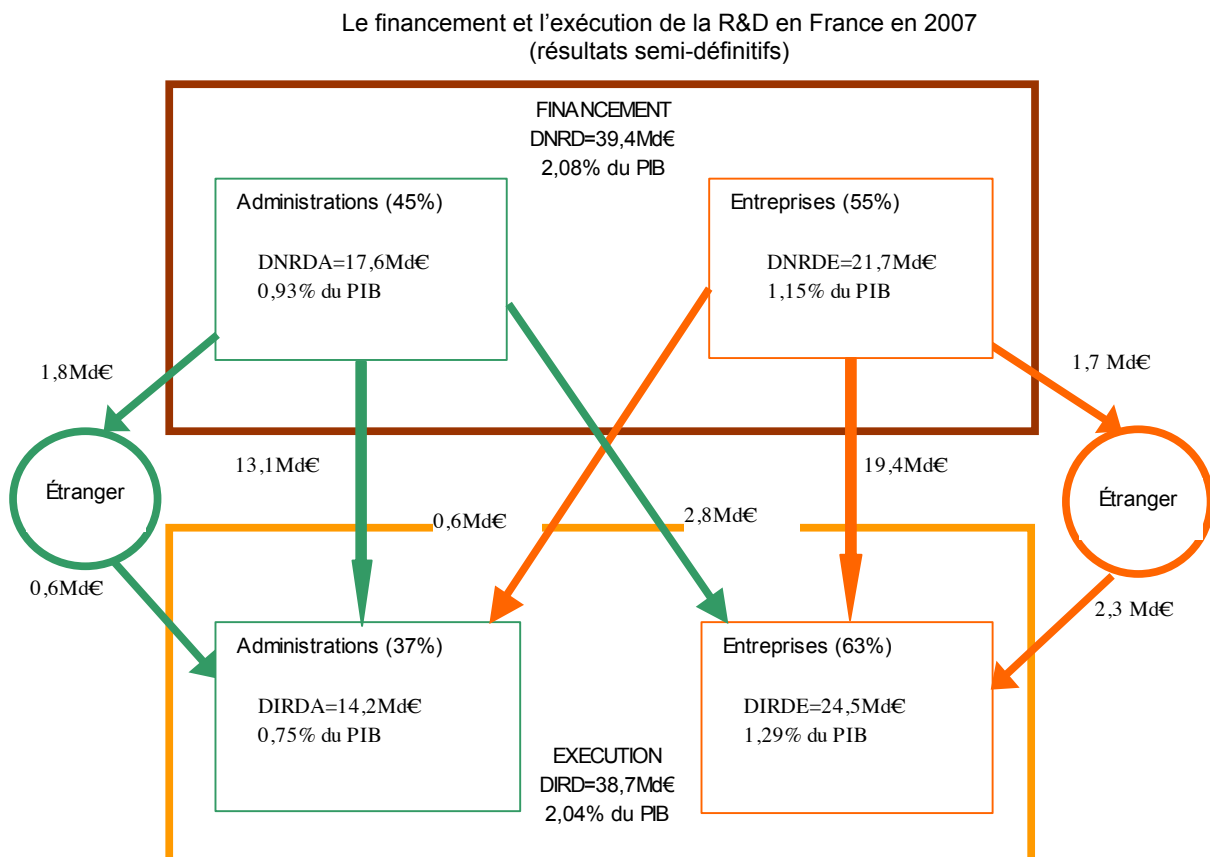 Le financement et l'exécution de la R&D en France en 2007
(résultats semi-définitifs)
FINANCEMENT
DNRD=39,4Md€
2,08% du PIB
Administrations (45%)
DNRDA=17,6Md€
0,93% du PIB
Entreprises (55%)
DNRDE=21,7Md€
1,15% du PIB
1,8Md€
1,7 Md€
13,1Md€
19,4Md€
Étranger
Étranger
0,6Md€
2,8Md€
0,6Md€
2,3 Md€
Administrations (37%)
DIRDA=14,2Md€
0,75% du PIB
Entreprises (63%)
DIRDE=24,5Md€
1,29% du PIB
EXECUTION
DIRD=38,7Md€
2,04% du PIB